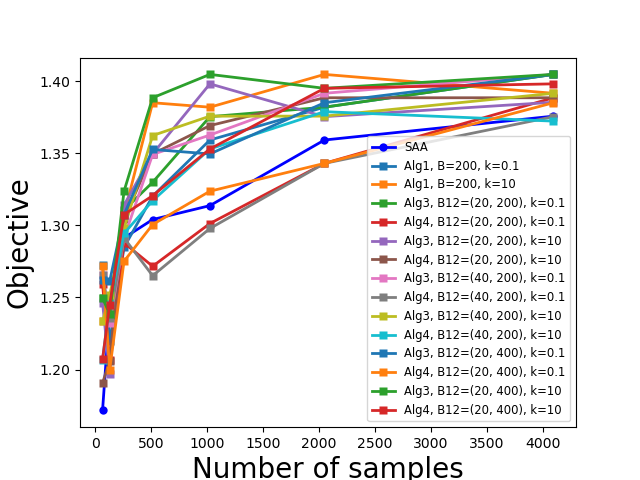 1.40
1.35
1.30
1.25
1.20
Objective
0
500
1000
1500
2000
2500
3000
3500
4000
Number of samples
SAA
Alg1, B=200, k=0.1
Alg1, B=200, k=10
Alg3, B12=(20, 200), k=0.1
Alg4, B12=(20, 200), k=0.1
Alg3, B12=(20, 200), k=10
Alg4, B12=(20, 200), k=10
Alg3, B12=(40, 200), k=0.1
Alg4, B12=(40, 200), k=0.1
Alg3, B12=(40, 200), k=10
Alg4, B12=(40, 200), k=10
Alg3, B12=(20, 400), k=0.1
Alg4, B12=(20, 400), k=0.1
Alg3, B12=(20, 400), k=10
Alg4, B12=(20, 400), k=10